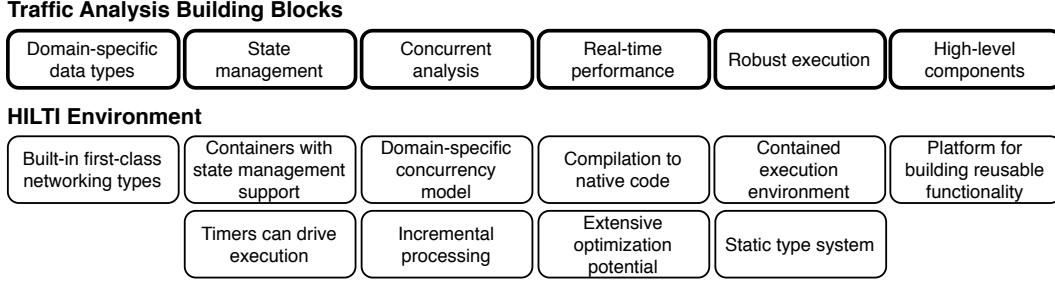 Traffic Analysis Building Blocks
Domain-specific
data types
State
management
Concurrent
analysis
Real-time
performance
Robust execution
High-level
components
HILTI Environment
Built-in first-class
networking types
Containers with
state management
support
Domain-specific
concurrency
model
Compilation to
native code
Contained
execution
environment
Platform for
building reusable
functionality
Timers can drive
execution
Incremental
processing
Extensive
optimization
potential
Static type system